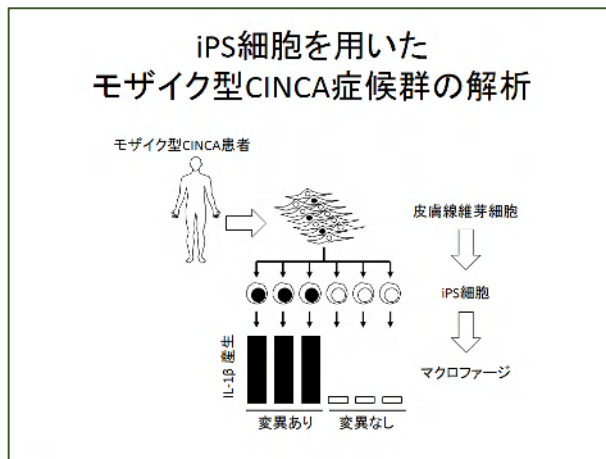 iPS細胞を用いた
モザイク型CINCA症候群の解析
モザイク型CINCA患者
皮膚線維芽細胞
iPS細胞
マクロファージ
IL-1β 産生
変異あり
変異なし